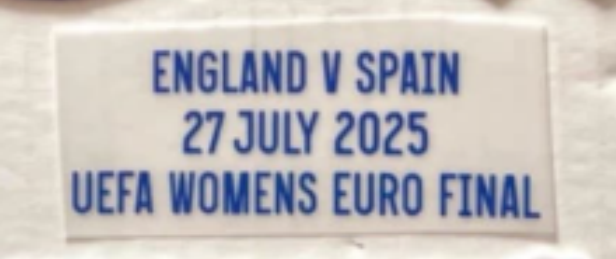 ENGLAND V SPAIN
27 JULY 2025
UEFA WOMENS EURO FINAL